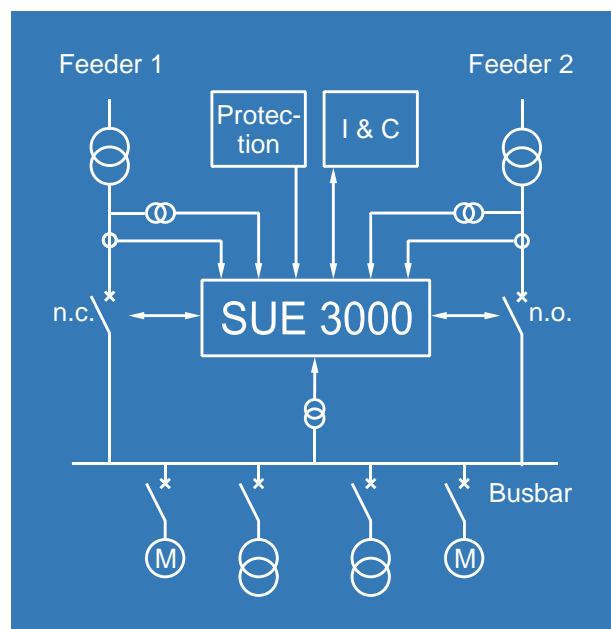 Feeder 1
Feeder 2
Protec-
tion
I & C
n.c.
SUE 3000
n.o.
Busbar
M
M